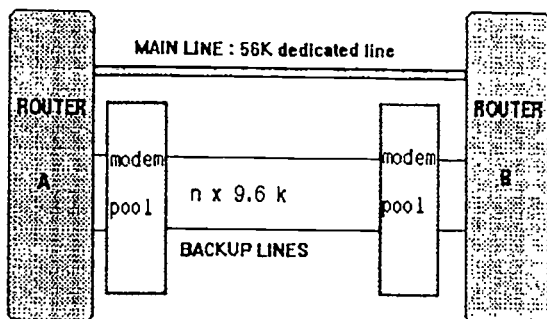 MAIN LINE : 56K dedicated line
ROUTER
ROUTER
modem
modem
A
B
pool
n x 9.6 k
pool
BACKUP LINES